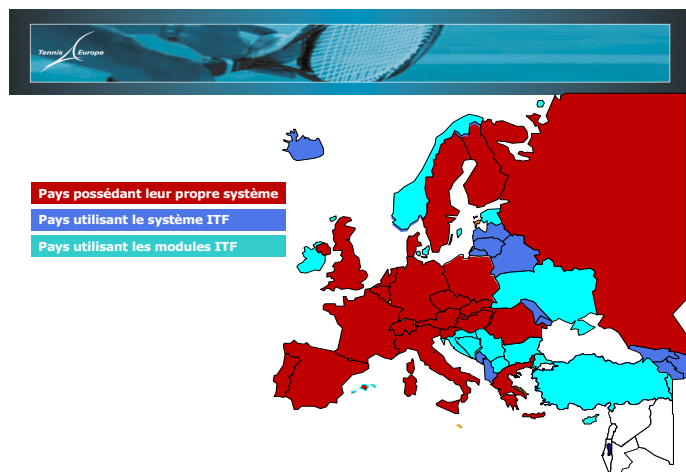 Tennis Europe
Pays possédant leur propre système
Pays utilisant le système ITF
Pays utilisant les modules ITF